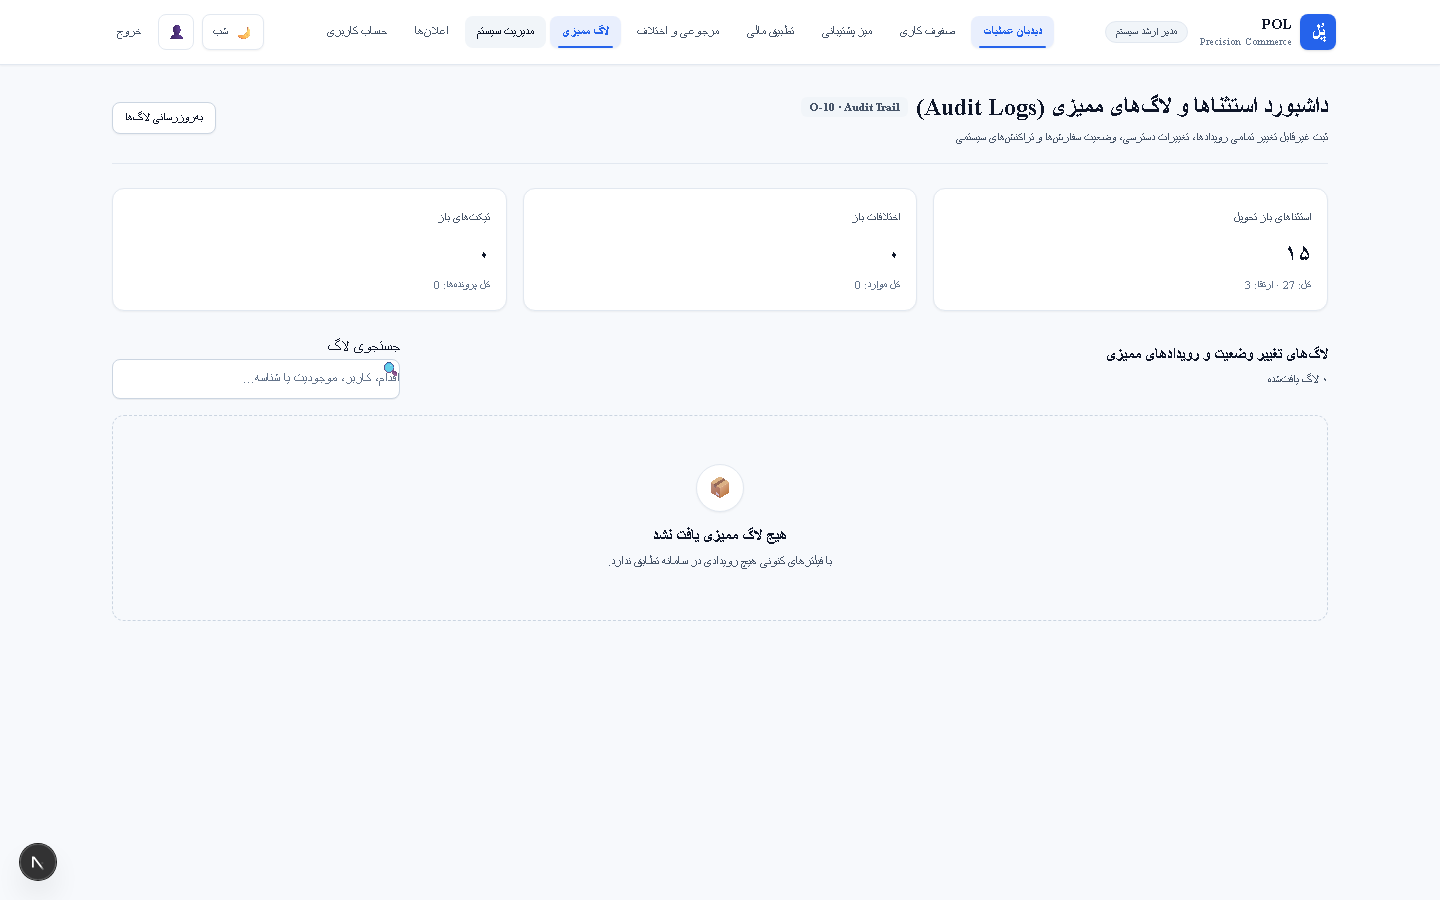 پُل
POL
Precision Commerce
مدیر ارشد سیستم
دیدبان عملیات
صفوف کاری
میز پشتیبانی
تطبیق مالی
مرجوعی و اختلاف
لاگ ممیزی
مدیریت سیستم
اعلان‌ها
حساب کاربری
شب
خروج
داشبورد استثناها و لاگ‌های ممیزی (Audit Logs)
O-10 · Audit Trail
ثبت غیرقابل تغییر تمامی رویدادها، تغییرات دسترسی، وضعیت سفارش‌ها و تراکنش‌های سیستمی
به‌روزرسانی لاگ‌ها
استثناهای باز تحویل
۱۵
کل: 27 · ارتقا: 3
اختلافات باز
۰
کل موارد: 0
تیکت‌های باز
۰
کل پرونده‌ها: 0
لاگ‌های تغییر وضعیت و رویدادهای ممیزی
۰ لاگ یافت‌شده
جستجوی لاگ
اقدام، کاربر، موجودیت یا شناسه...
هیچ لاگ ممیزی یافت نشد
با فیلترهای کنونی هیچ رویدادی در سامانه تطابق ندارد.